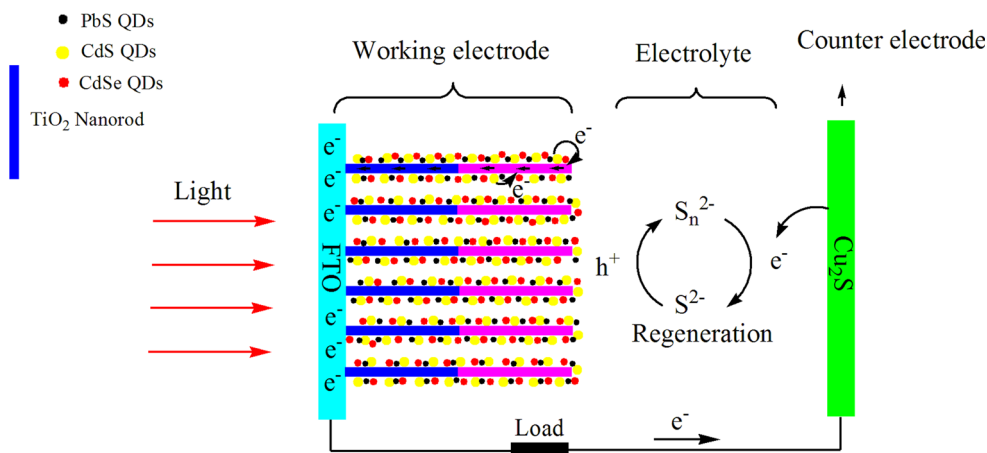 PbS QDs
CdS QDs
CdSe QDs
TiO₂ Nanorod
Working electrode
Electrolyte
Counter electrode
Light
e⁻
e⁻
e⁻
FTO
e⁻
e⁻
e⁻
e⁻
e⁻
h⁺
Sₙ²⁻
S²⁻
Regeneration
e⁻
Cu₂S
Load
e⁻